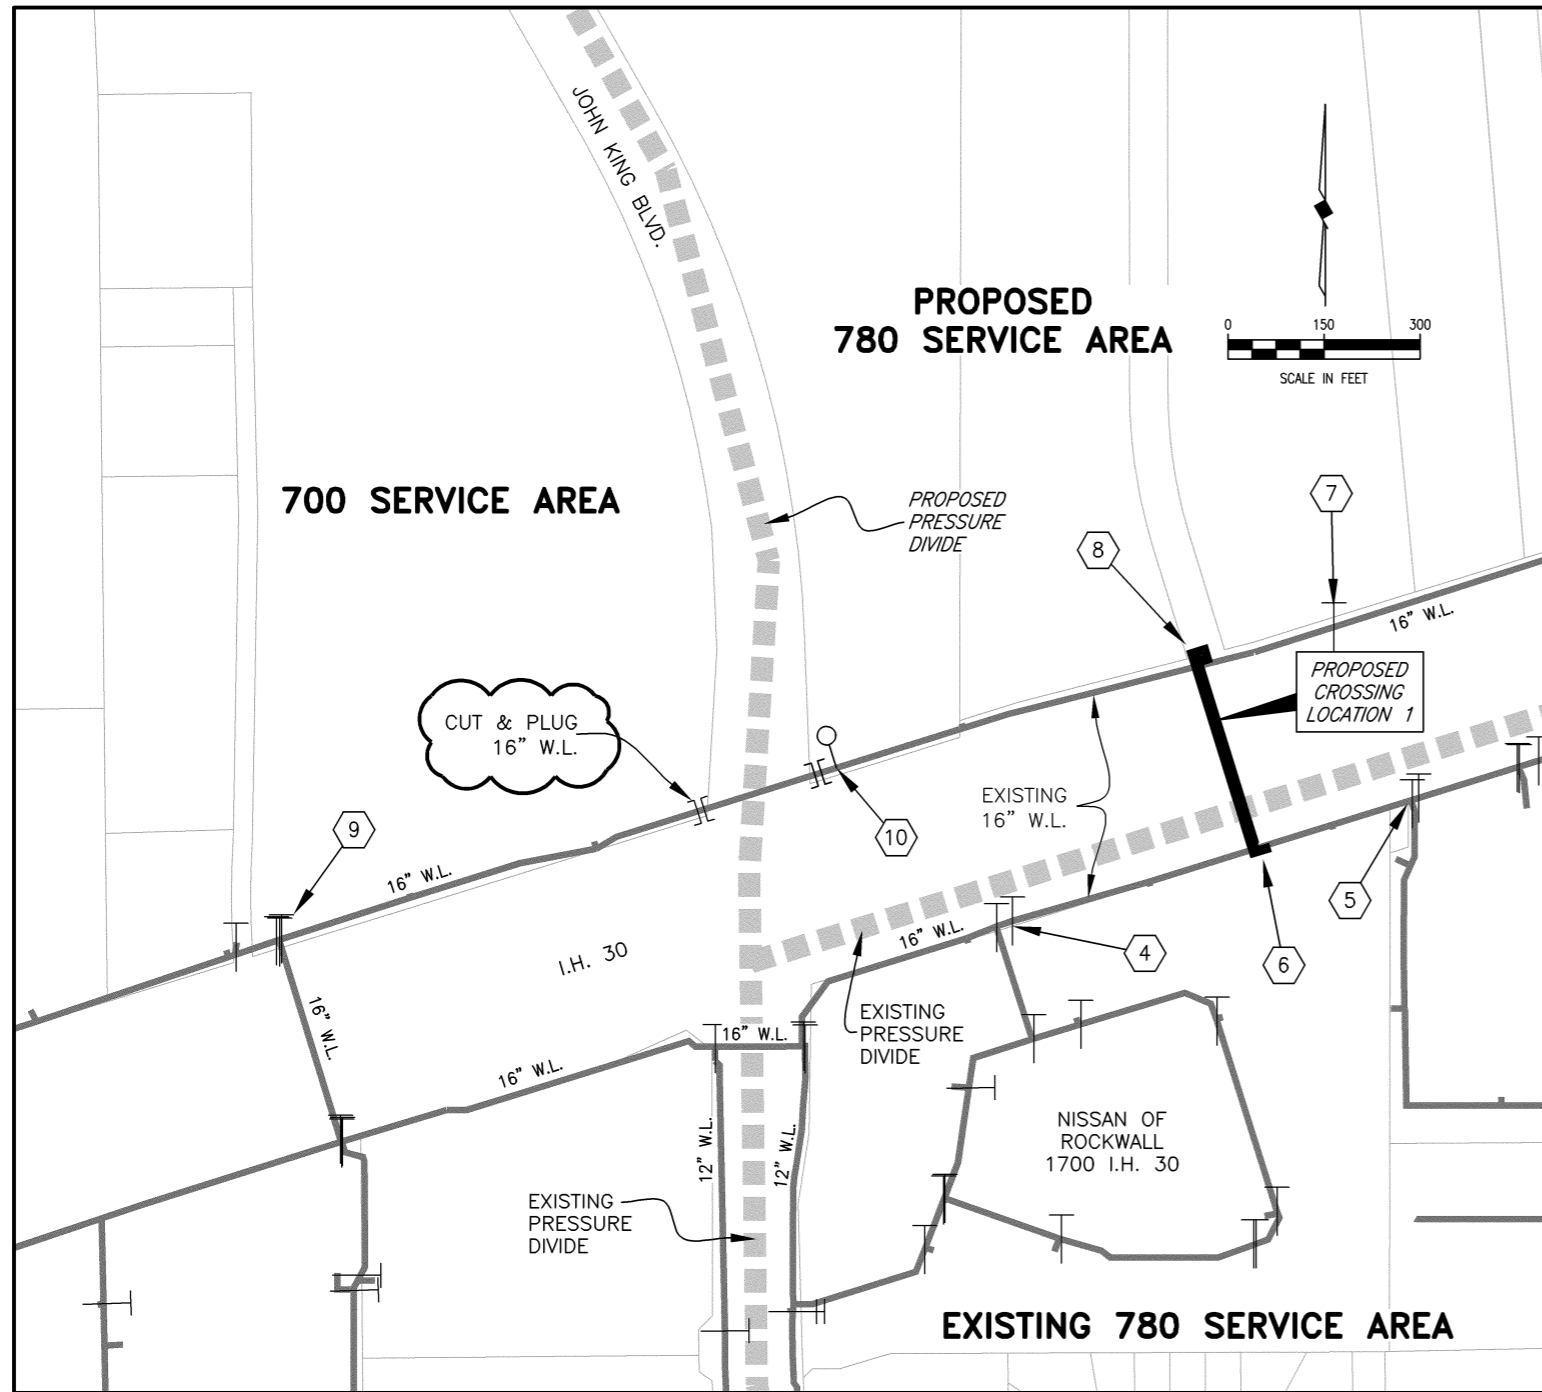 JOHN KING BLVD.
PROPOSED
780 SERVICE AREA
0 150 300
SCALE IN FEET
700 SERVICE AREA
PROPOSED
PRESSURE
DIVIDE
7
8
16" W.L.
PROPOSED
CROSSING
LOCATION 1
CUT & PLUG
16" W.L.
EXISTING
16" W.L.
9
10
16" W.L.
5
I.H. 30
16" W.L.
4
6
16" W.L.
EXISTING
PRESSURE
DIVIDE
16" W.L.
16" W.L.
12" W.L.
12" W.L.
NISSAN OF
ROCKWALL
1700 I.H. 30
EXISTING
PRESSURE
DIVIDE
EXISTING 780 SERVICE AREA